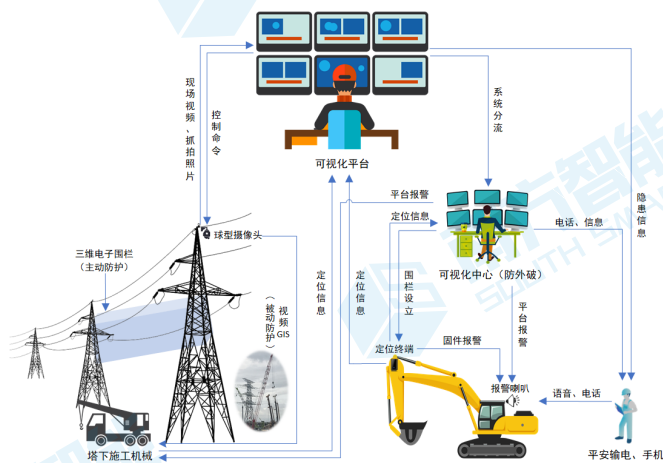 现场视频、抓拍照片
控制命令
可视化平台
系统分流
隐患信息
平台报警
定位信息
电话、信息
可视化中心（防外破）
球型摄像头
三维电子围栏
（主动防护）
视频GIS
（被动防护）
定位信息
定位信息
围栏设立
平台报警
固件报警
定位终端
报警喇叭
语音、电话
塔下施工机械
平安输电、手机
方智能
SOUTH SMA